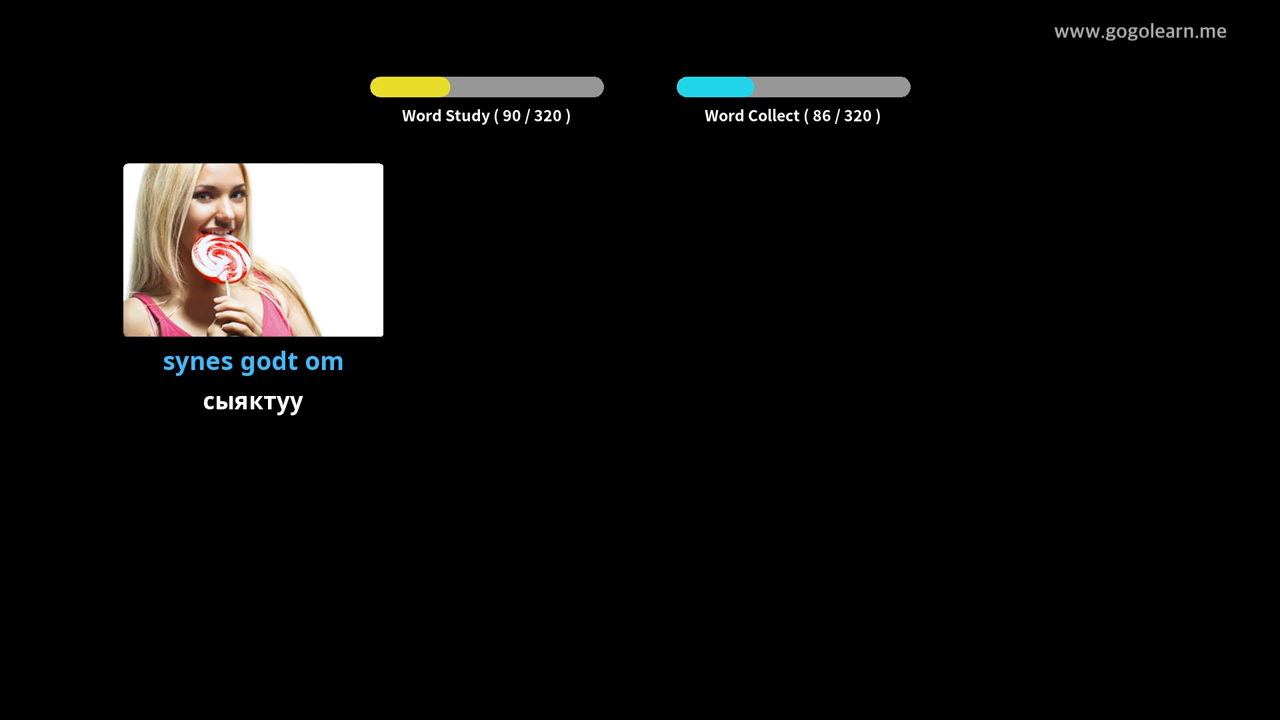 www.gogolearn.me
Word Study ( 90 / 320 )
Word Collect ( 86 / 320 )
synes godt om
сыяктуу